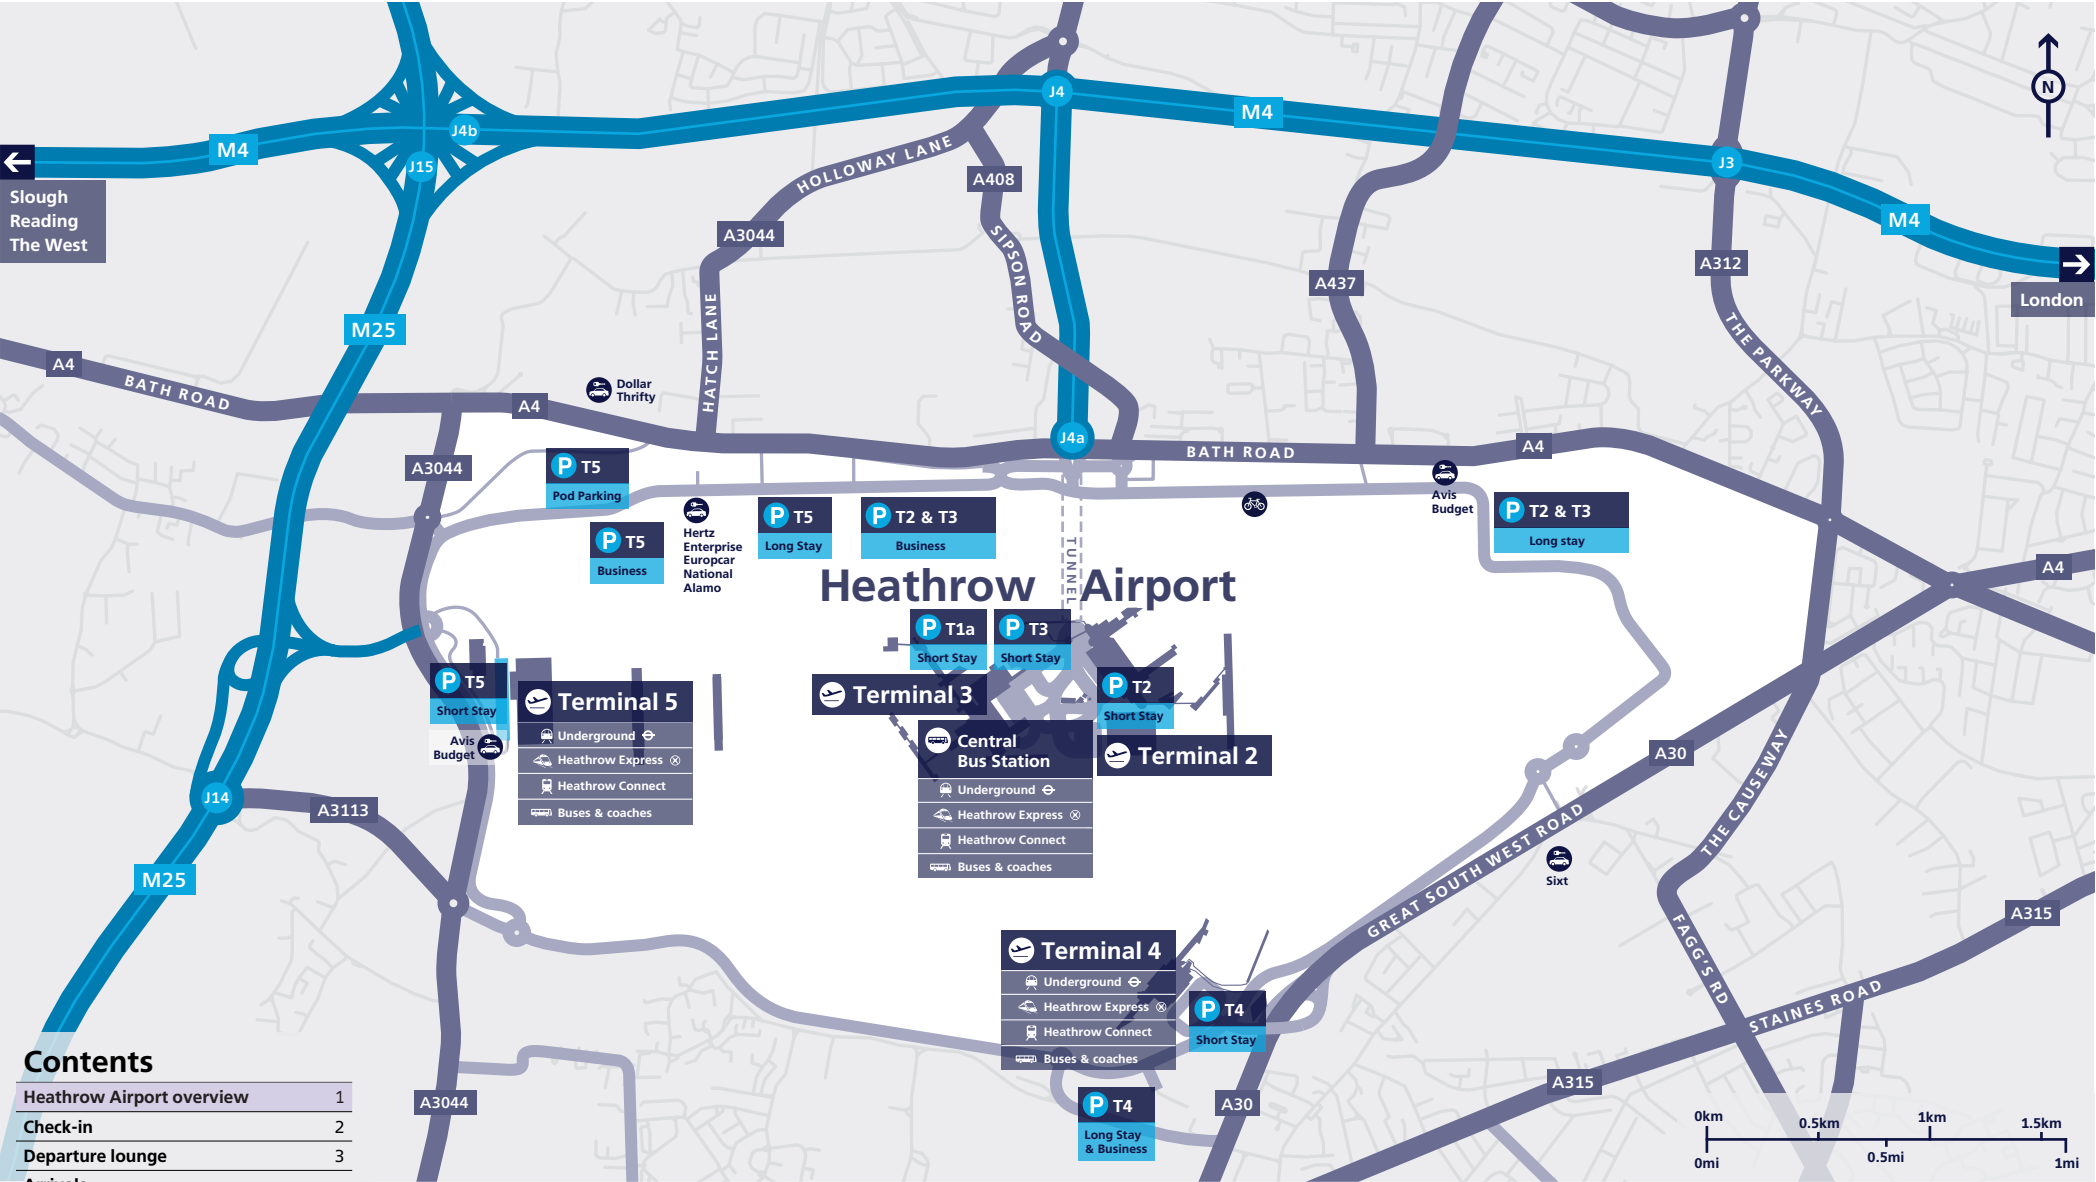 N
J4
M4
J4b
M4
J3
J15
HOLLOWAY LANE
A408
Slough
Reading
The West
M4
A3044
SIPSON ROAD
A312
A437
London
M25
HATCH LANE
THE PARKWAY
A4
BATH ROAD
Dollar
Thrifty
A4
J4a
BATH ROAD
A4
A3044
P T5
Pod Parking
Avis
Budget
P T5
Long Stay
P T2 & T3
Business
P T2 & T3
Long stay
P T5
Business
Hertz
Enterprise
Europcar
National
Alamo
TUNNEL
A4
Heathrow Airport
P T1a
Short Stay
P T3
Short Stay
P T5
Short Stay
Terminal 5
Underground
Heathrow Express
Heathrow Connect
Buses & coaches
Terminal 3
P T2
Short Stay
Avis
Budget
Central
Bus Station
Underground
Heathrow Express
Heathrow Connect
Buses & coaches
Terminal 2
A30
J14
A3113
THE CAUSEWAY
GREAT SOUTH WEST ROAD
Sixt
M25
A315
FAGG'S RD
Terminal 4
Underground
Heathrow Express
Heathrow Connect
Buses & coaches
P T4
Short Stay
STAINES ROAD
A315
Contents
Heathrow Airport overview 1
Check-in 2
Departure lounge 3
A3044
P T4
Long Stay
& Business
A30
0km 0.5km 1km 1.5km
0mi 0.5mi 1mi